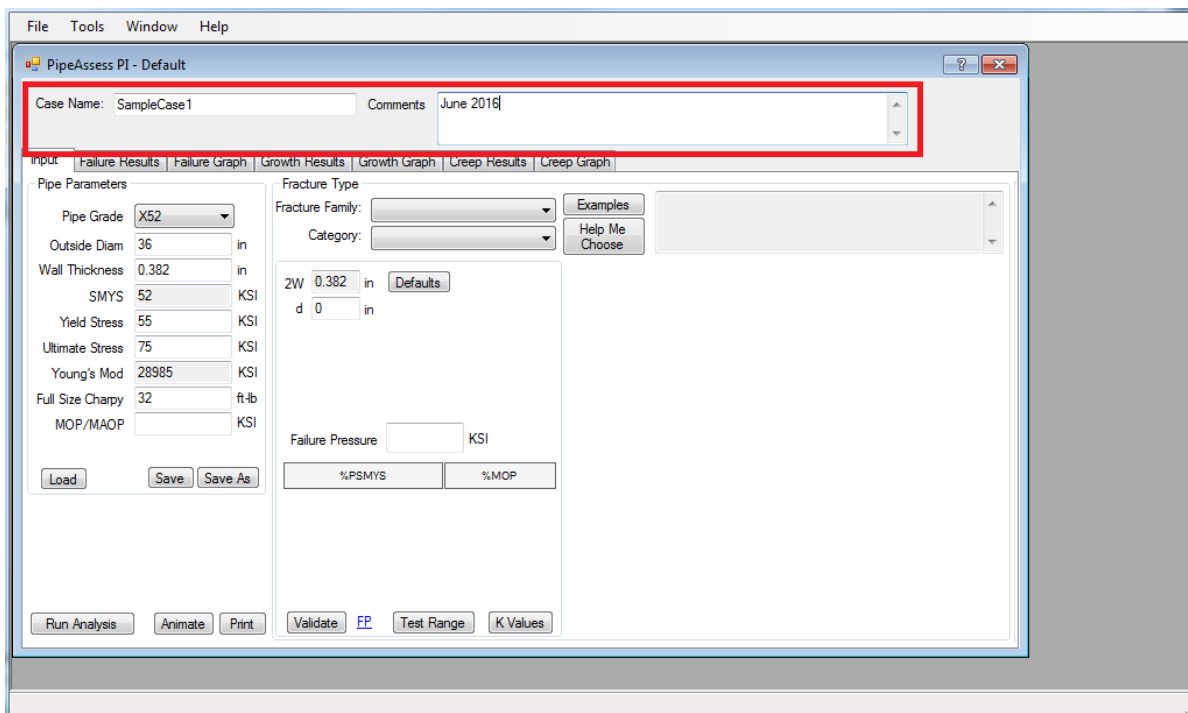 File Tools Window Help
PipeAssess PI - Default
Case Name: SampleCase1 Comments June 2016
Input Failure Results Failure Graph Growth Results Growth Graph Creep Results Creep Graph
Pipe Parameters
Pipe Grade X52
Outside Diam 36 in
Wall Thickness 0.382 in
SMYS 52 KSI
Yield Stress 55 KSI
Ultimate Stress 75 KSI
Young's Mod 28985 KSI
Full Size Charpy 32 ft-lb
MOP/MAOP KSI
Load Save Save As
Run Analysis Animate Print
Fracture Type
Fracture Family:
Category:
Examples
Help Me
Choose
2W 0.382 in Defaults
d 0 in
Failure Pressure KSI
%PSMYS %MOP
Validate FP Test Range K Values